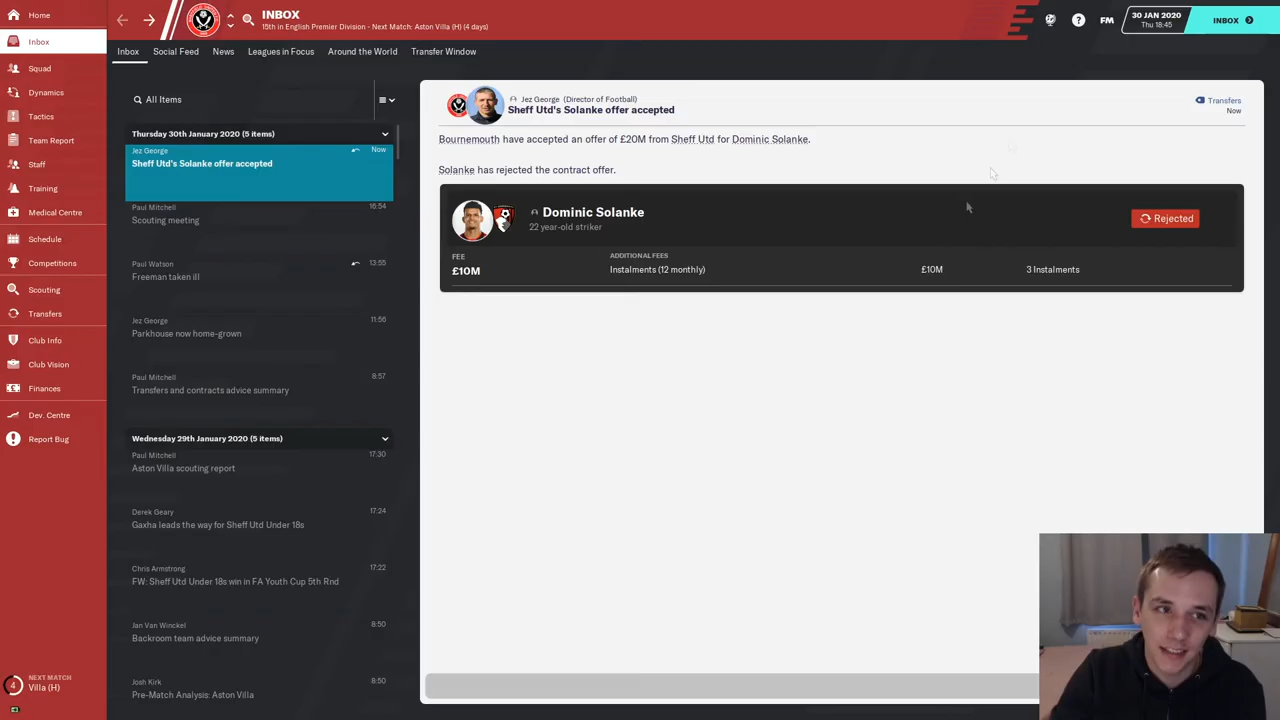 Home
Inbox
Squad
Dynamics
Tactics
Team Report
Staff
Training
Medical Centre
Schedule
Competitions
Scouting
Transfers
Club Info
Club Vision
Finances
Dev. Centre
Report Bug
NEXT MATCH
4 Villa (H)
INBOX
15th in English Premier Division - Next Match: Aston Villa (H) (4 days)
? FM
30 JAN 2020
Thu 18.45
INBOX
Inbox Social Feed News Leagues in Focus Around the World Transfer Window
All Items
Thursday 30th January 2020 (5 items)
Jez George Now
Sheff Utd's Solanke offer accepted
Paul Mitchell 16:54
Scouting meeting
Paul Watson 13:55
Freeman taken ill
Jez George 11:56
Parkhouse now home-grown
Paul Mitchell 8:57
Transfers and contracts advice summary
Wednesday 29th January 2020 (5 items)
Paul Mitchell 17:30
Aston Villa scouting report
Derek Geary 17:24
Gaxha leads the way for Sheff Utd Under 18s
Chris Armstrong 17:22
FW: Sheff Utd Under 18s win in FA Youth Cup 5th Rnd
Jan Van Winckel 8:50
Backroom team advice summary
Josh Kirk 8:50
Pre-Match Analysis: Aston Villa
Jez George (Director of Football)
Sheff Utd's Solanke offer accepted
Transfers
Now
Bournemouth have accepted an offer of £20M from Sheff Utd for Dominic Solanke.
Solanke has rejected the contract offer.
Dominic Solanke
22 year-old striker
Rejected
FEE
£10M
ADDITIONAL FEES
Instalments (12 monthly) £10M 3 Instalments